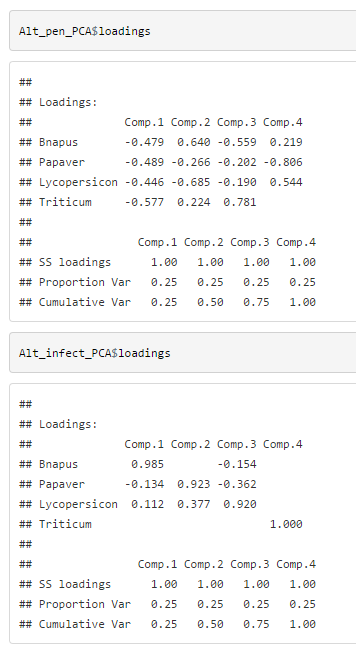 Alt_pen_PCA$loadings
##
## Loadings:
##              Comp.1 Comp.2 Comp.3 Comp.4
## Bnapus       -0.479  0.640 -0.559  0.219
## Papaver      -0.489 -0.266 -0.202 -0.806
## Lycopersicon -0.446 -0.685 -0.190  0.544
## Triticum     -0.577  0.224  0.781
##
##                Comp.1 Comp.2 Comp.3 Comp.4
## SS loadings      1.00   1.00   1.00   1.00
## Proportion Var   0.25   0.25   0.25   0.25
## Cumulative Var   0.25   0.50   0.75   1.00
Alt_infect_PCA$loadings
##
## Loadings:
##              Comp.1 Comp.2 Comp.3 Comp.4
## Bnapus        0.985        -0.154
## Papaver      -0.134  0.923 -0.362
## Lycopersicon  0.112  0.377  0.920
## Triticum                           1.000
##
##                Comp.1 Comp.2 Comp.3 Comp.4
## SS loadings      1.00   1.00   1.00   1.00
## Proportion Var   0.25   0.25   0.25   0.25
## Cumulative Var   0.25   0.50   0.75   1.00